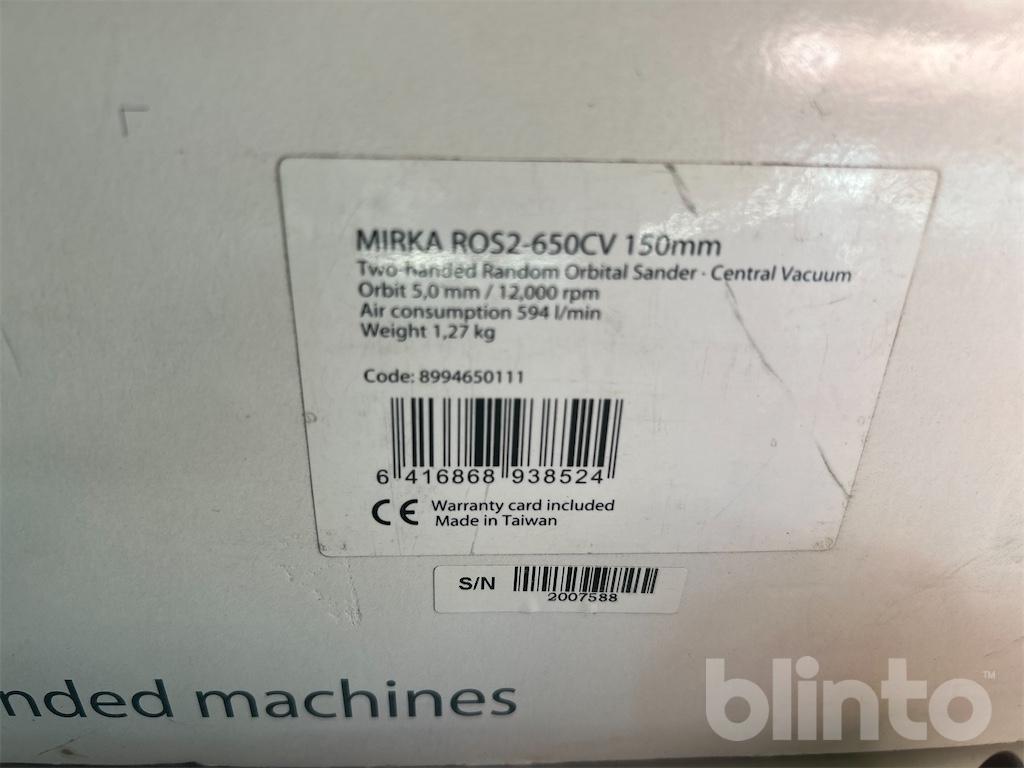 MIRKA ROS2-650CV 150mm
Two-handed Random Orbital Sander · Central Vacuum
Orbit 5,0 mm / 12,000 rpm
Air consumption 594 l/min
Weight 1,27 kg
Code: 8994650111
6 416868 938524
CE Warranty card included
Made in Taiwan
S/N
2007588
nded machines
blinto™